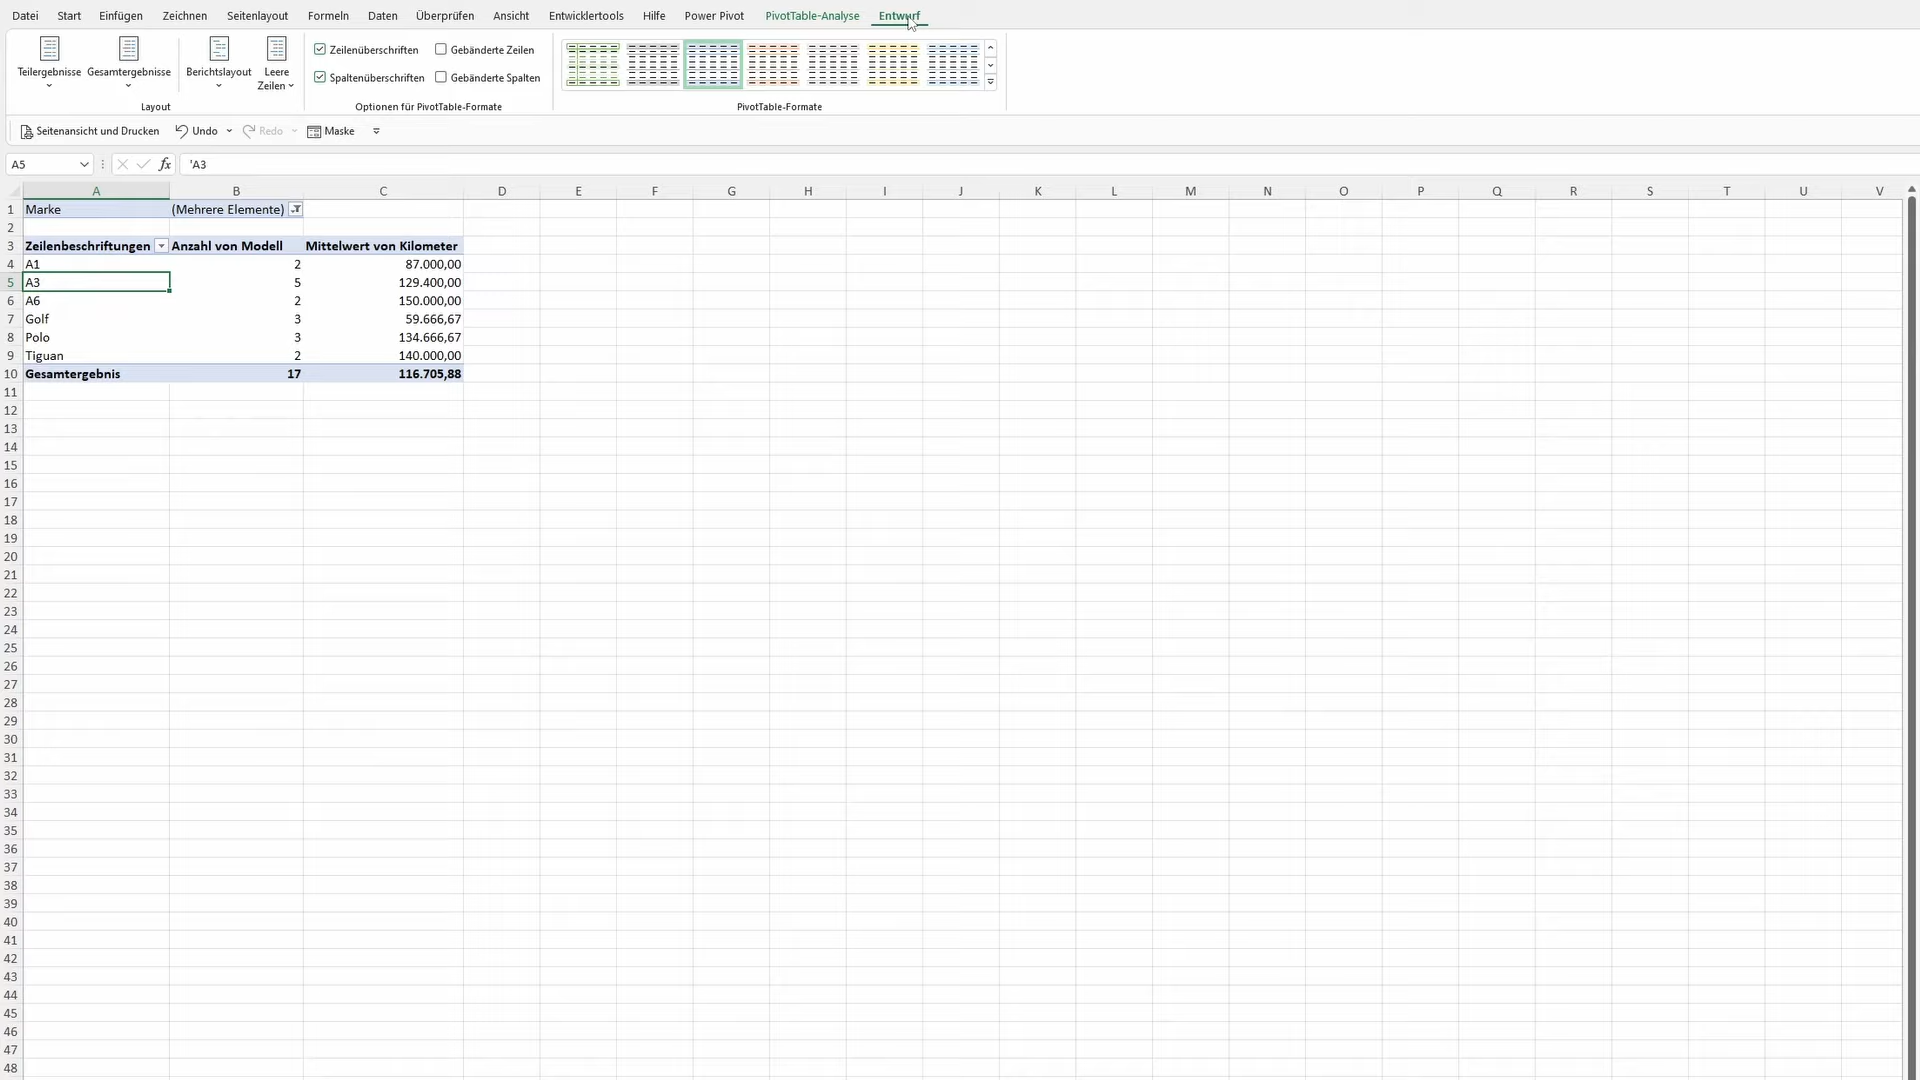 Datei Start Einfügen Zeichnen Seitenlayout Formeln Daten Überprüfen Ansicht Entwicklertools Hilfe Power Pivot PivotTable-Analyse Entwurf
Teilergebnisse Gesamtergebnisse Berichtslayout Leere Zeilen
Zeilenüberschriften Gebänderte Zeilen
Spaltenüberschriften Gebänderte Spalten
Layout Optionen für PivotTable-Formate PivotTable-Formate
Seitenansicht und Drucken Undo Redo Maske
A5 fx 'A3
A B C D E F G H I J K L M N O P Q R S T U V
1 Marke (Mehrere Elemente)
2
3 Zeilenbeschriftungen Anzahl von Modell Mittelwert von Kilometer
4 A1 2 87.000,00
5 A3 5 129.400,00
6 A6 2 150.000,00
7 Golf 3 59.666,67
8 Polo 3 134.666,67
9 Tiguan 2 140.000,00
10 Gesamtergebnis 17 116.705,88
11
12
13
14
15
16
17
18
19
20
21
22
23
24
25
26
27
28
29
30
31
32
33
34
35
36
37
38
39
40
41
42
43
44
45
46
47
48